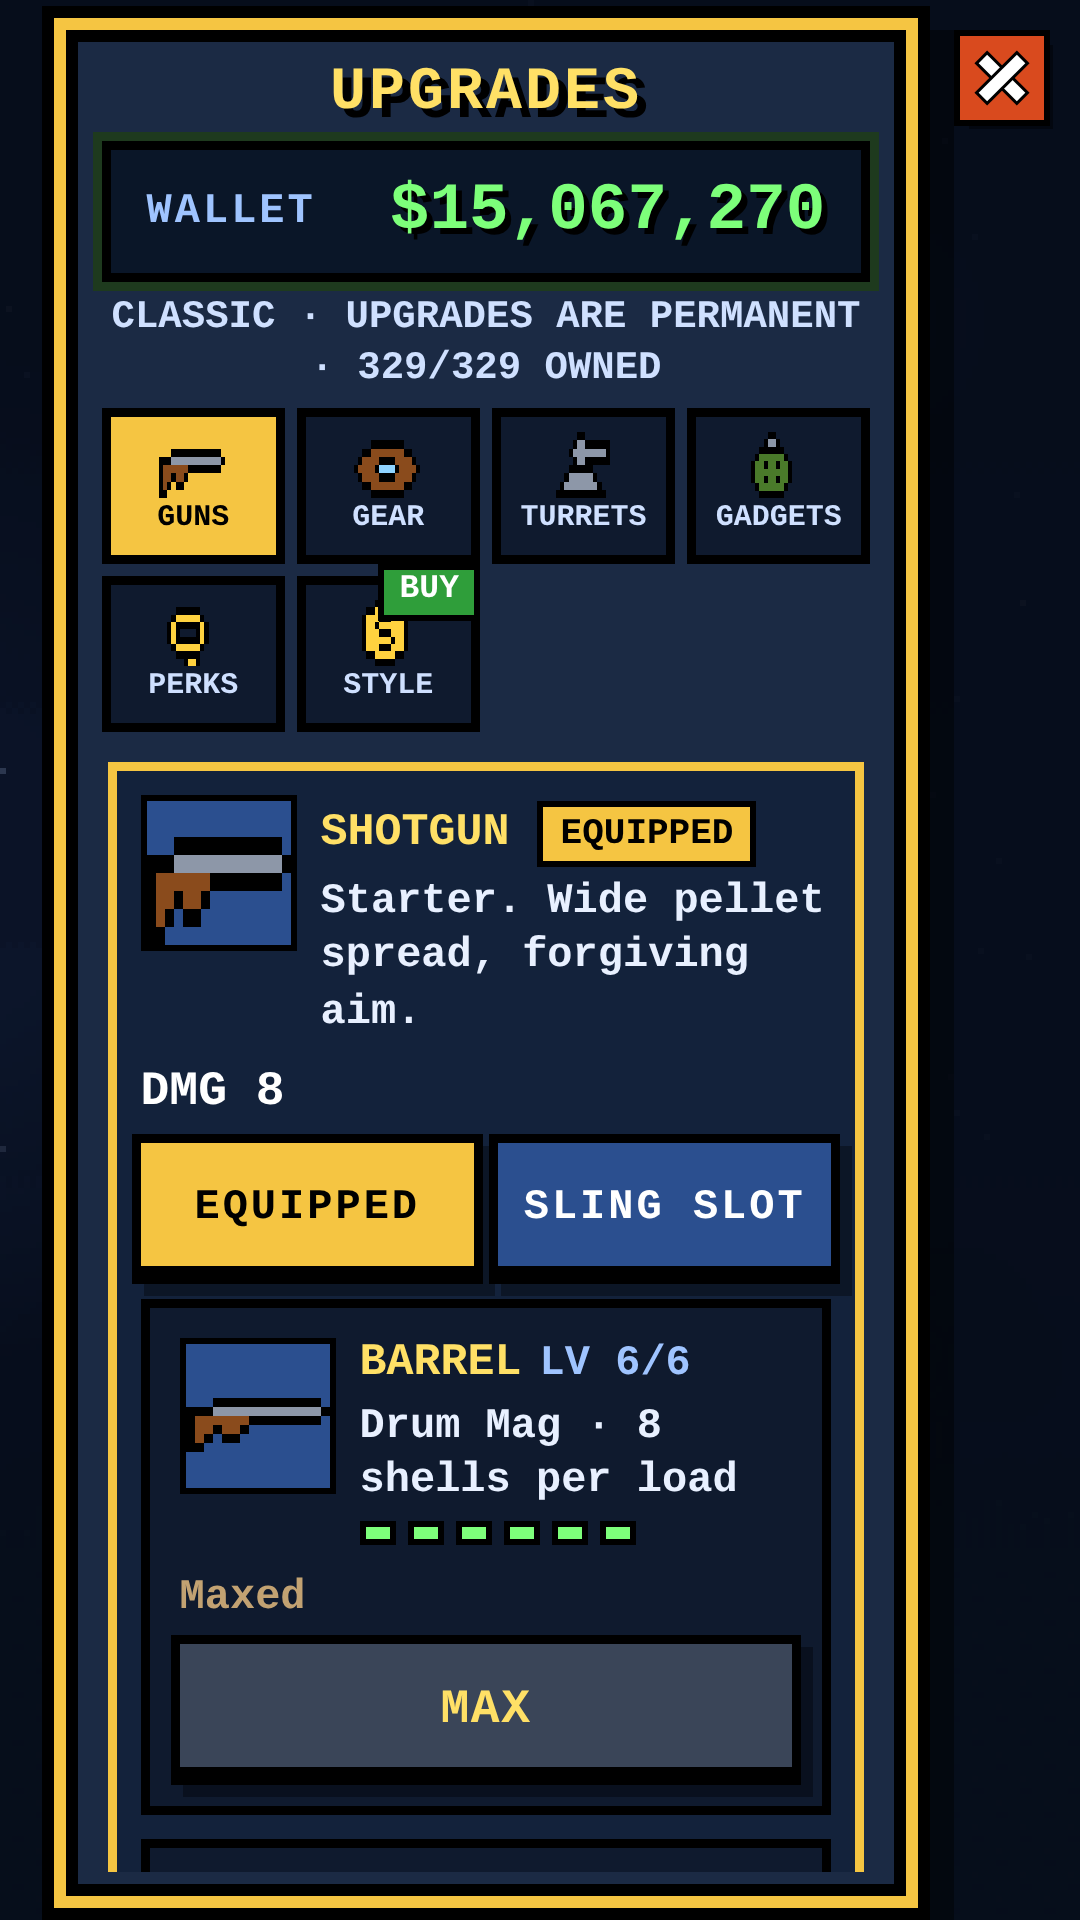 UPGRADES
WALLET $15,067,270
CLASSIC · UPGRADES ARE PERMANENT
· 329/329 OWNED
GUNS GEAR TURRETS GADGETS
BUY
PERKS STYLE
SHOTGUN EQUIPPED
Starter. Wide pellet
spread, forgiving
aim.
DMG 8
EQUIPPED SLING SLOT
BARREL LV 6/6
Drum Mag · 8
shells per load
Maxed
MAX